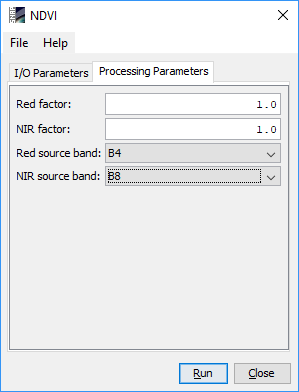 NDVI
File Help
I/O Parameters Processing Parameters
Red factor: 1.0
NIR factor: 1.0
Red source band: B4
NIR source band: B8
Run Close